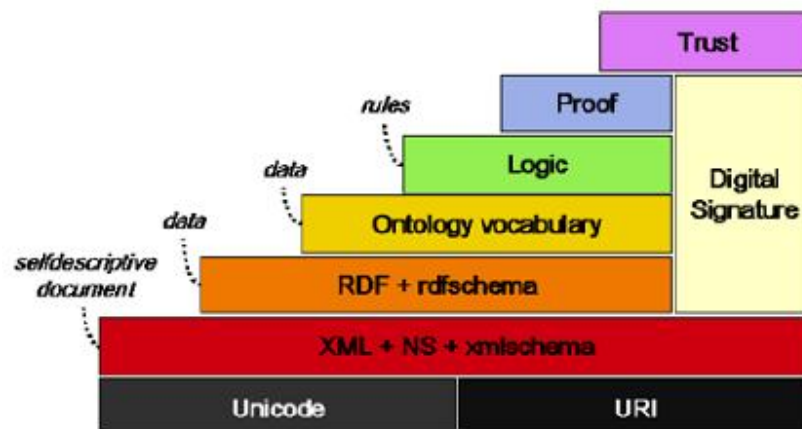 Trust
Proof
rules
Logic
Digital
Signature
data
Ontology vocabulary
data
RDF + rdfschema
selfdescriptive
document
XML + NS + xmlschema
Unicode
URI